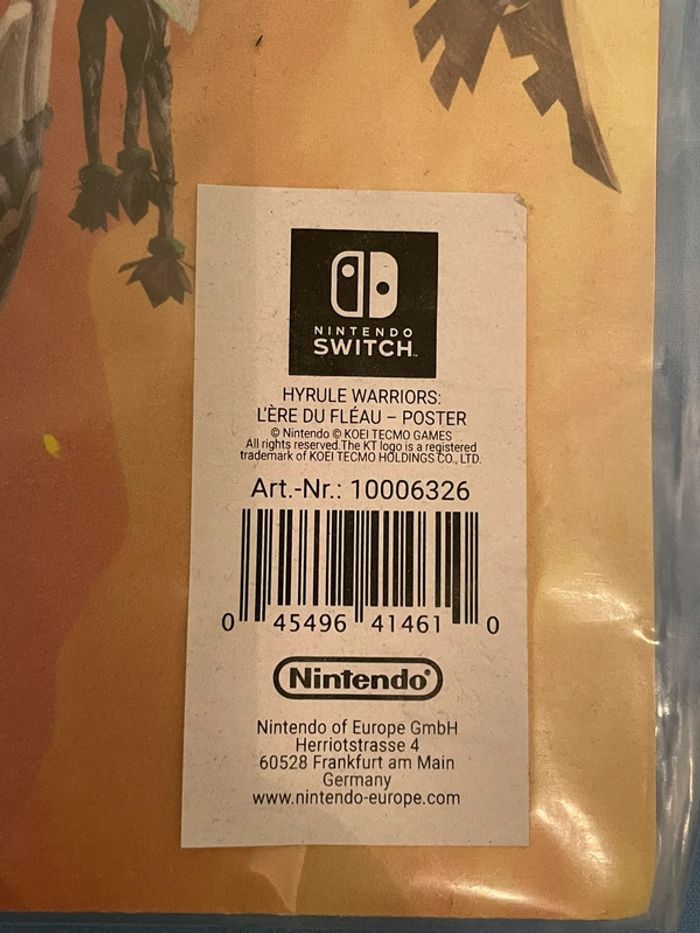 NINTENDO
SWITCH™
HYRULE WARRIORS:
L'ÈRE DU FLÉAU – POSTER
© Nintendo © KOEI TECMO GAMES
All rights reserved.The KT logo is a registered
trademark of KOEI TECMO HOLDINGS CO., LTD.
Art.-Nr.: 10006326
0 45496 41461 0
Nintendo®
Nintendo of Europe GmbH
Herriotstrasse 4
60528 Frankfurt am Main
Germany
www.nintendo-europe.com